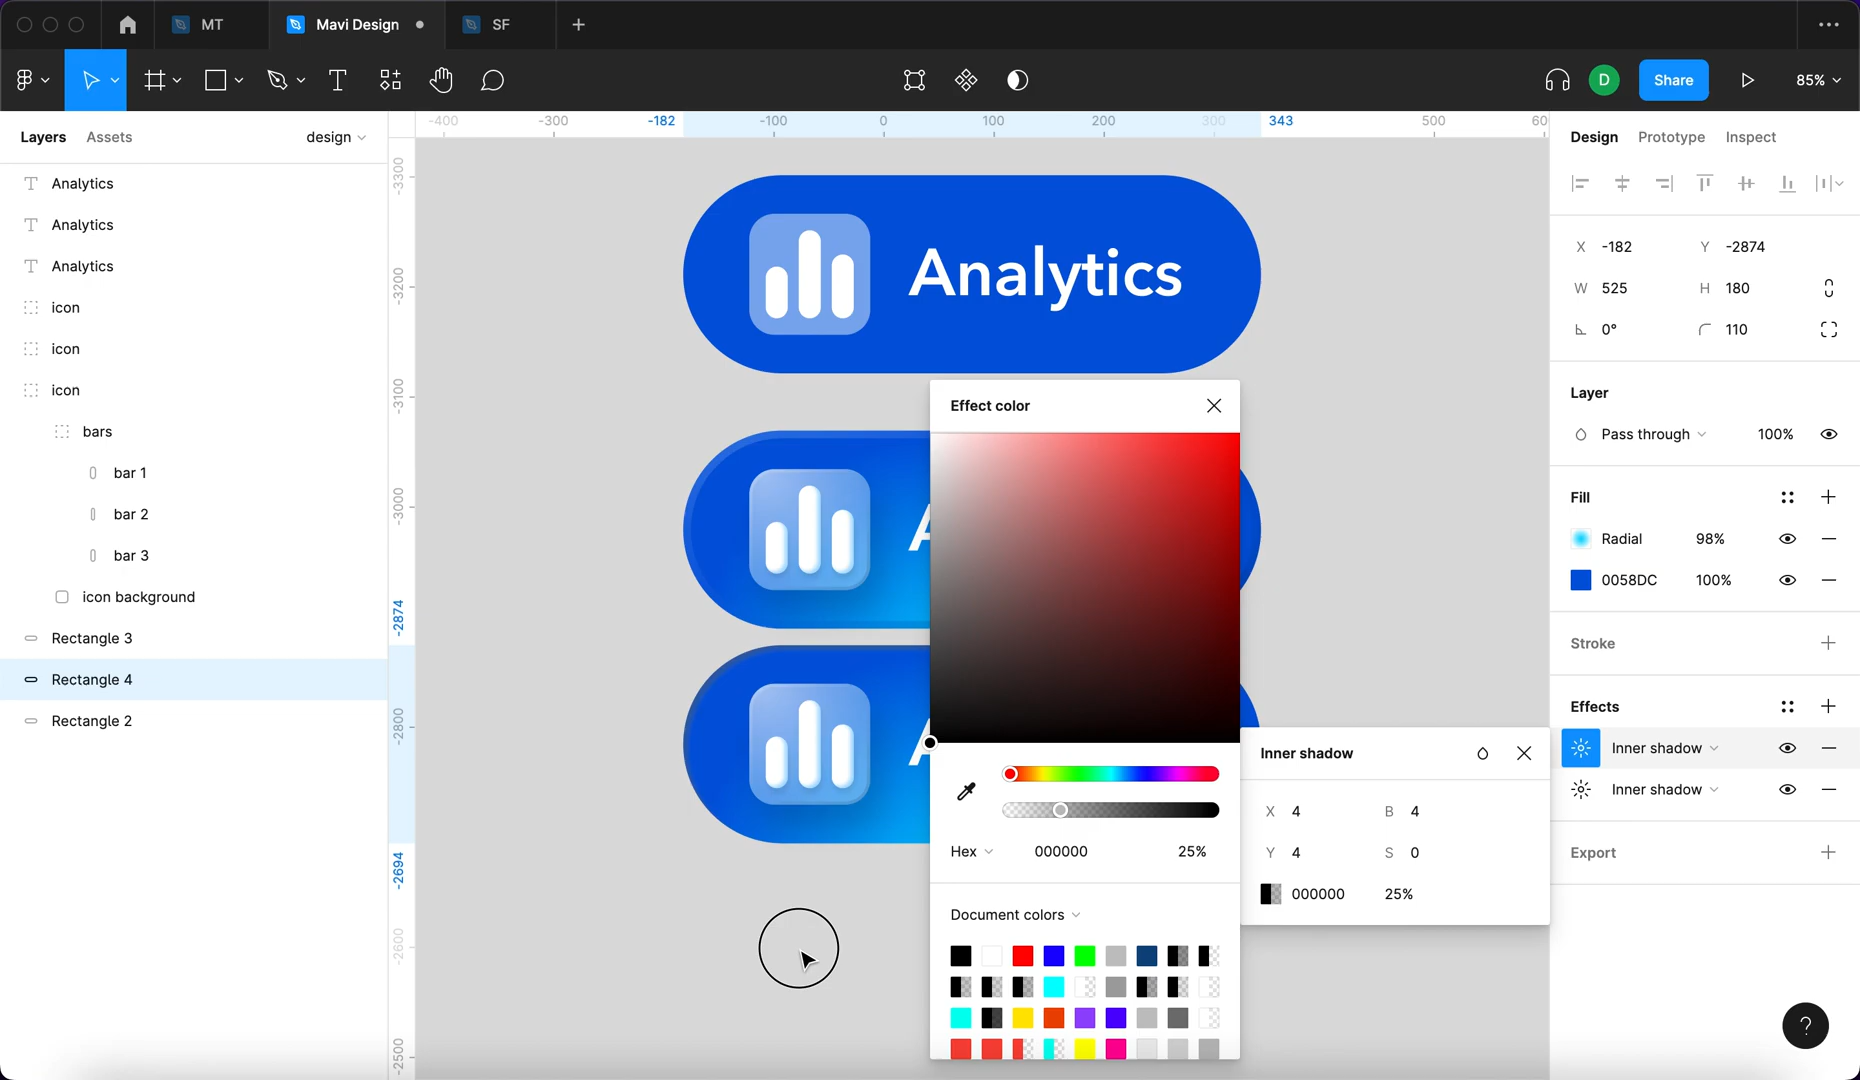 MT
Mavi Design
SF
D
Share
85%
Layers
Assets
design
-400
-300
-182
-100
0
100
200
300
343
500
60
Design
Prototype
Inspect
Analytics
Analytics
Analytics
icon
icon
icon
bars
bar 1
bar 2
bar 3
icon background
Rectangle 3
Rectangle 4
Rectangle 2
-3300
-3200
-3100
-3000
-2874
-2800
-2694
-2600
-2500
Analytics
A
A
Effect color
Hex
000000
25%
Document colors
Inner shadow
X 4
B 4
Y 4
S 0
000000
25%
X -182
Y -2874
W 525
H 180
0°
110
Layer
Pass through
100%
Fill
Radial
98%
0058DC
100%
Stroke
Effects
Inner shadow
Inner shadow
Export
?